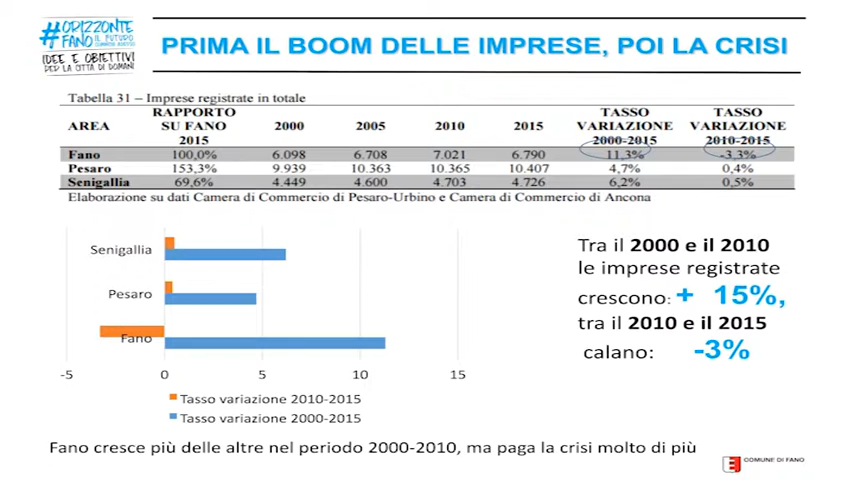 #ORIZZONTE
FANO IL FUTURO
COMINCIA ADESSO
IDEE E OBIETTIVI
PER LA CITTÀ DI DOMANI
PRIMA IL BOOM DELLE IMPRESE, POI LA CRISI
Tabella 31 – Imprese registrate in totale
AREA RAPPORTO SU FANO 2015 2000 2005 2010 2015 TASSO VARIAZIONE 2000-2015 TASSO VARIAZIONE 2010-2015
Fano 100,0% 6.098 6.708 7.021 6.790 11,3% -3,3%
Pesaro 153,3% 9.939 10.363 10.365 10.407 4,7% 0,4%
Senigallia 69,6% 4.449 4.600 4.703 4.726 6,2% 0,5%
Elaborazione su dati Camera di Commercio di Pesaro-Urbino e Camera di Commercio di Ancona
Senigallia
Pesaro
Fano
-5 0 5 10 15
Tasso variazione 2010-2015
Tasso variazione 2000-2015
Tra il 2000 e il 2010
le imprese registrate
crescono: + 15%,
tra il 2010 e il 2015
calano: -3%
Fano cresce più delle altre nel periodo 2000-2010, ma paga la crisi molto di più
COMUNE DI FANO